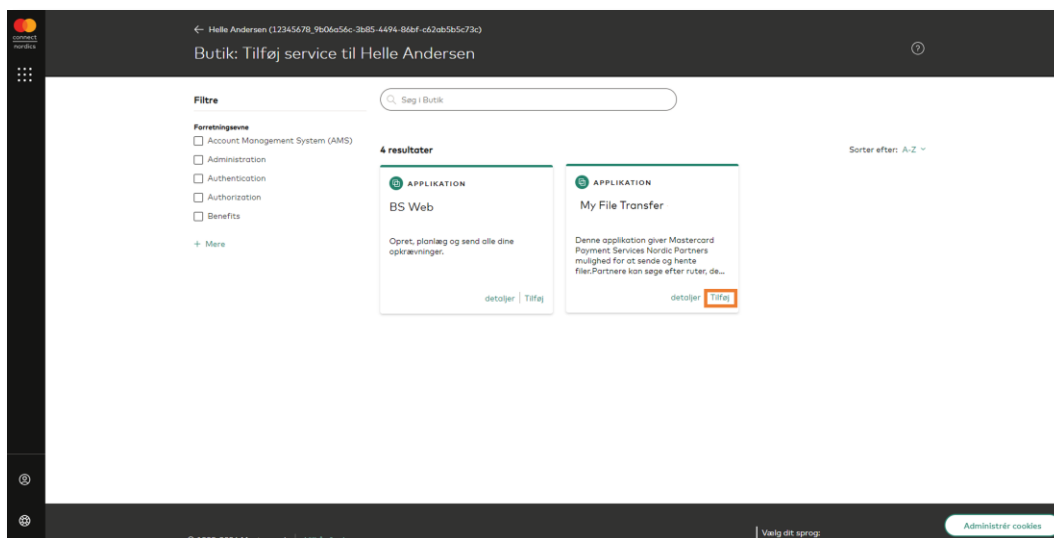 connect
nordics
← Helle Andersen (12345678_9b06a56c-3b85-4494-86bf-c62ab5b5c73c)
Butik: Tilføj service til Helle Andersen
Filtre
Søg i Butik
Forretningsevne
Account Management System (AMS)
Administration
Authentication
Authorization
Benefits
+ Mere
4 resultater
Sorter efter: A-Z
APPLIKATION
BS Web
Opret, planlæg og send alle dine
opkrævninger.
detaljer | Tilføj
APPLIKATION
My File Transfer
Denne applikation giver Mastercard
Payment Services Nordic Partners
mulighed for at sende og hente
filer.Partnere kan søge efter ruter, de...
detaljer | Tilføj
Vælg dit sprog:
Administrér cookies